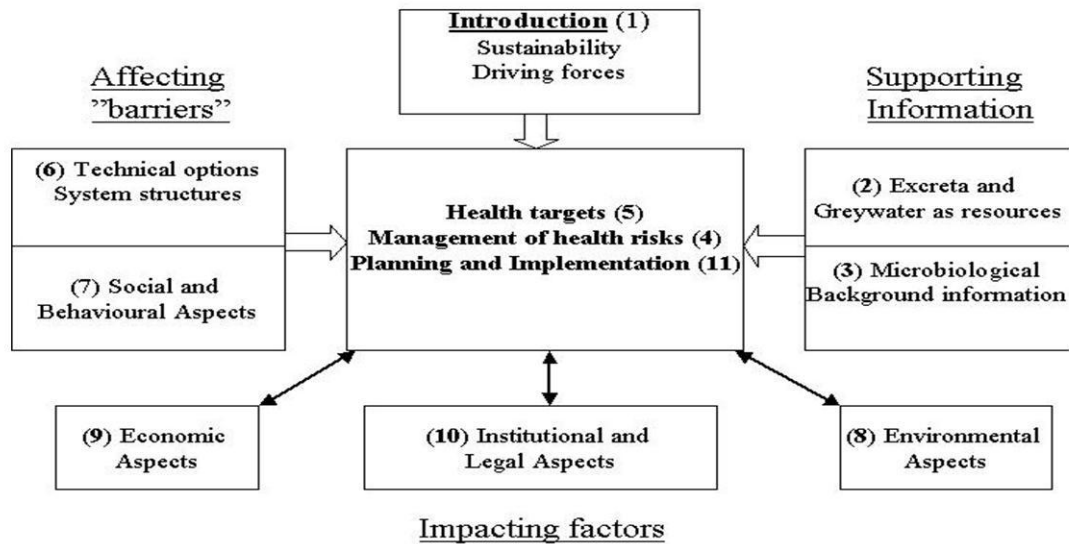 Introduction (1)
Sustainability
Driving forces
Affecting
”barriers”
Supporting
Information
(6) Technical options
System structures
(7) Social and
Behavioural Aspects
Health targets (5)
Management of health risks (4)
Planning and Implementation (11)
(2) Excreta and
Greywater as resources
(3) Microbiological
Background information
(9) Economic
Aspects
(10) Institutional and
Legal Aspects
(8) Environmental
Aspects
Impacting factors